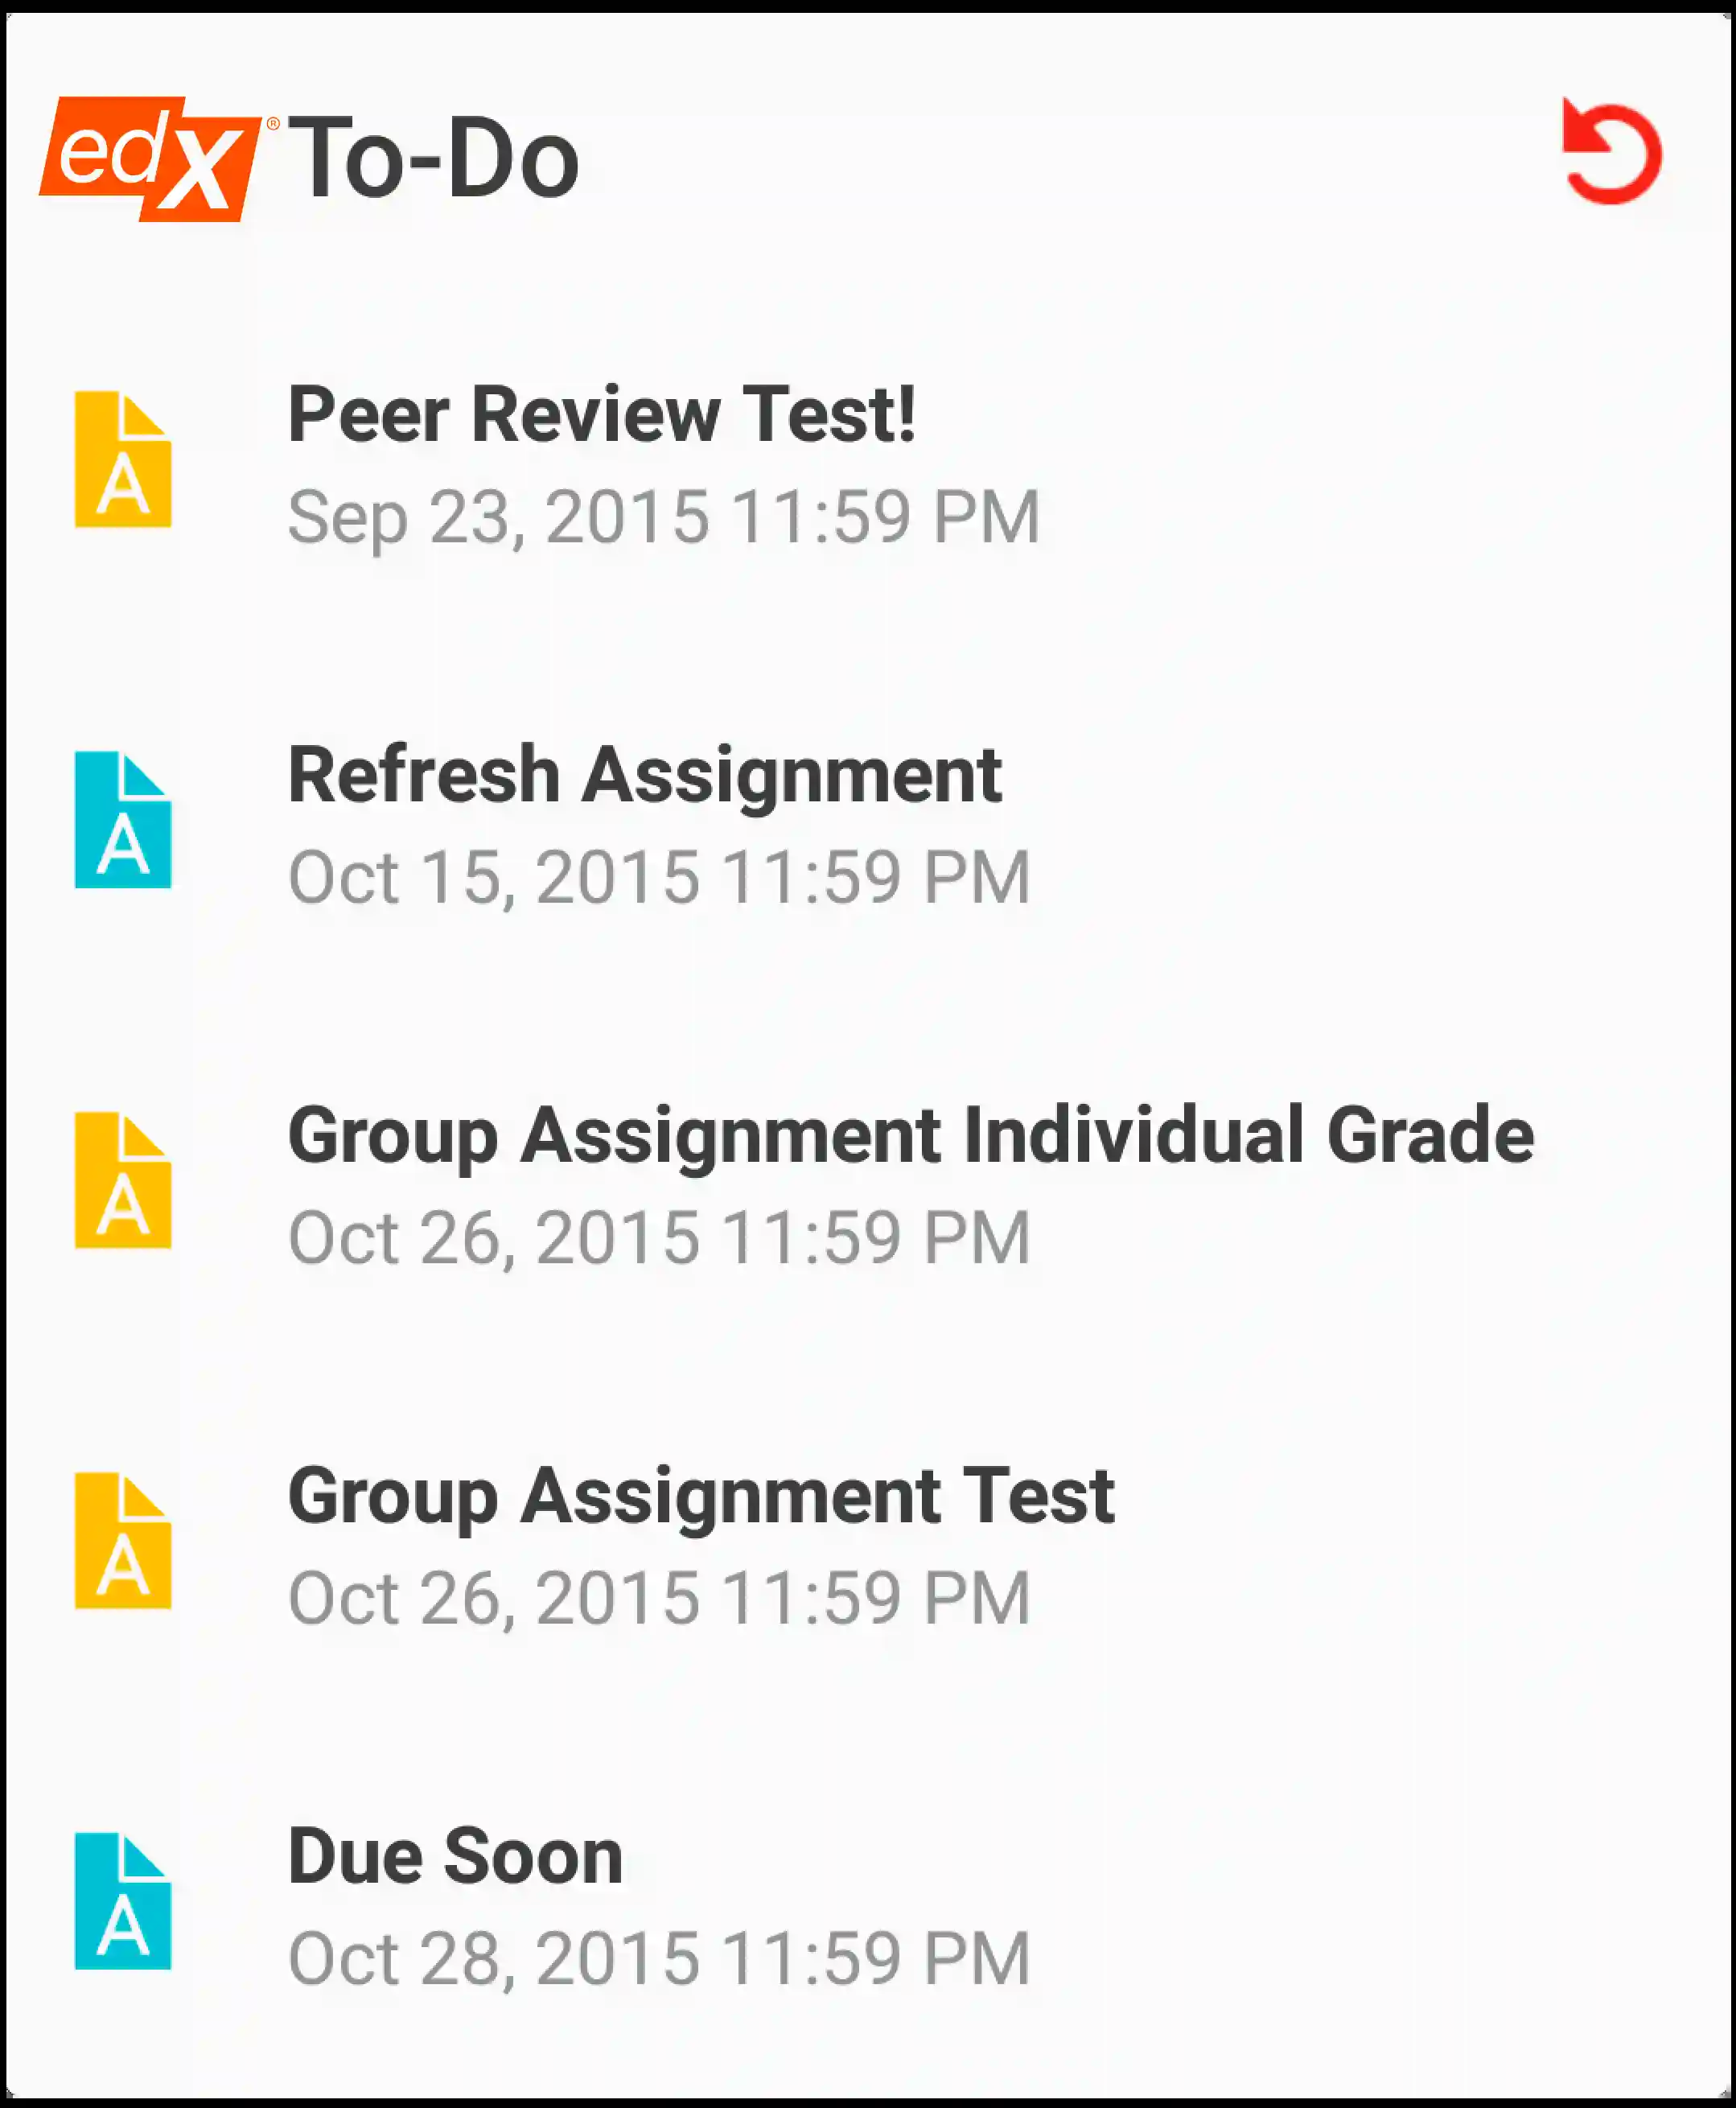 edX® To-Do
Peer Review Test!
Sep 23, 2015 11:59 PM
A
Refresh Assignment
Oct 15, 2015 11:59 PM
A
Group Assignment Individual Grade
Oct 26, 2015 11:59 PM
A
Group Assignment Test
Oct 26, 2015 11:59 PM
A
Due Soon
Oct 28, 2015 11:59 PM
A